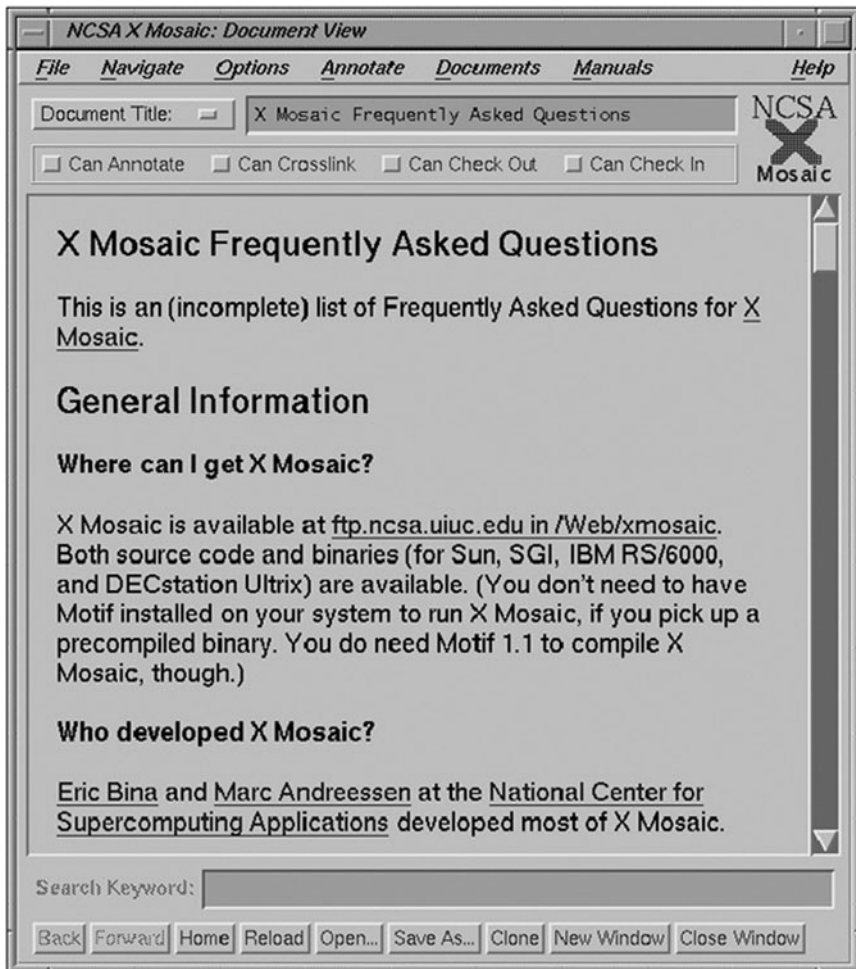 NCSA X Mosaic: Document View
File Navigate Options Annotate Documents Manuals Help
Document Title: X Mosaic Frequently Asked Questions
NCSA
X
Mosaic
Can Annotate Can Crosslink Can Check Out Can Check In
X Mosaic Frequently Asked Questions
This is an (incomplete) list of Frequently Asked Questions for X
Mosaic.
General Information
Where can I get X Mosaic?
X Mosaic is available at ftp.ncsa.uiuc.edu in /Web/xmosaic.
Both source code and binaries (for Sun, SGI, IBM RS/6000,
and DECstation Ultrix) are available. (You don't need to have
Motif installed on your system to run X Mosaic, if you pick up a
precompiled binary. You do need Motif 1.1 to compile X
Mosaic, though.)
Who developed X Mosaic?
Eric Bina and Marc Andreessen at the National Center for
Supercomputing Applications developed most of X Mosaic.
Search Keyword:
Back Forward Home Reload Open... Save As... Clone New Window Close Window